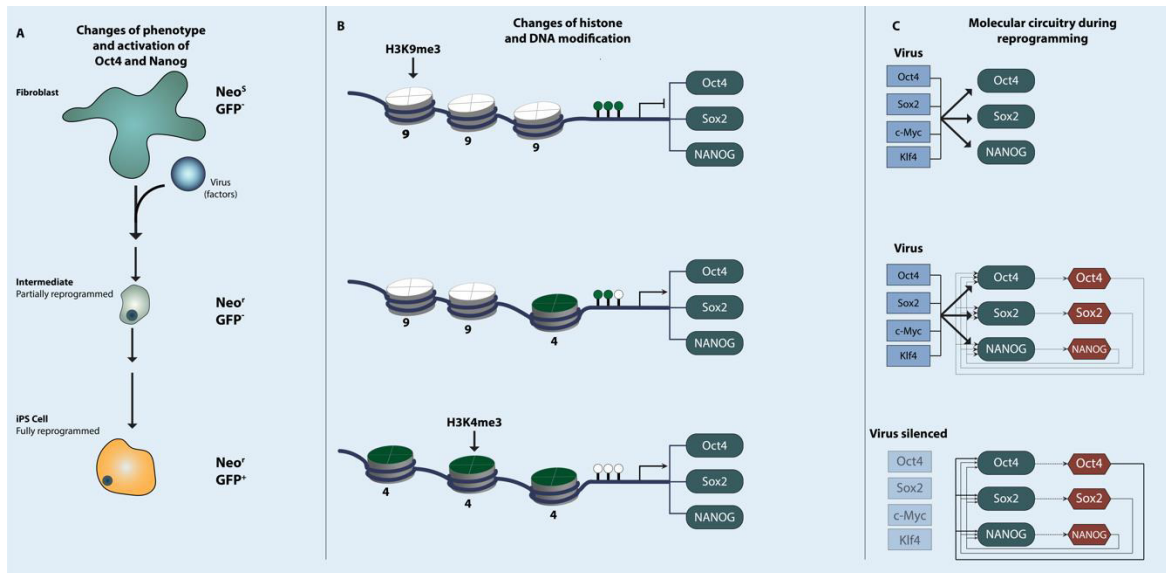 A
Changes of phenotype
and activation of
Oct4 and Nanog
Fibroblast
Neoˢ
GFP⁻
Virus
(factors)
Intermediate
Partially reprogrammed
Neoʳ
GFP⁻
iPS Cell
Fully reprogrammed
Neoʳ
GFP⁺
B
Changes of histone
and DNA modification
H3K9me3
9
9
9
Oct4
Sox2
NANOG
9
9
4
Oct4
Sox2
NANOG
H3K4me3
4
4
4
Oct4
Sox2
NANOG
C
Molecular circuitry during
reprogramming
Virus
Oct4
Sox2
c-Myc
Klf4
Oct4
Sox2
NANOG
Virus
Oct4
Sox2
c-Myc
Klf4
Oct4
Oct4
Sox2
Sox2
NANOG
NANOG
Virus silenced
Oct4
Sox2
c-Myc
Klf4
Oct4
Oct4
Sox2
Sox2
NANOG
NANOG